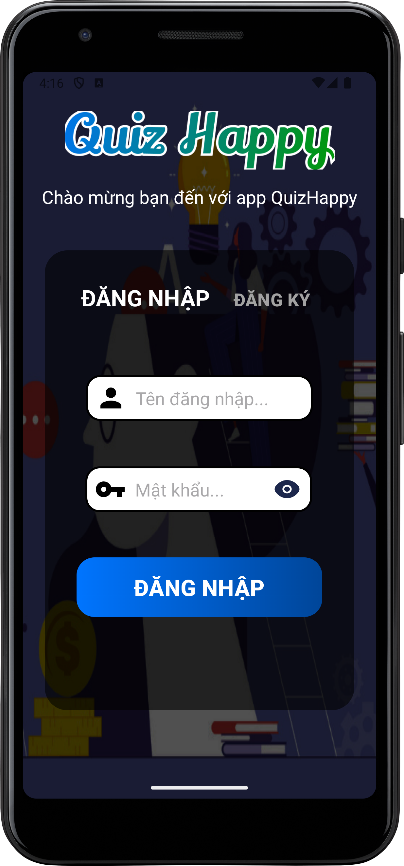 4:16
Quiz Happy
Chào mừng bạn đến với app QuizHappy
ĐĂNG NHẬP ĐĂNG KÝ
Tên đăng nhập...
Mật khẩu...
ĐĂNG NHẬP